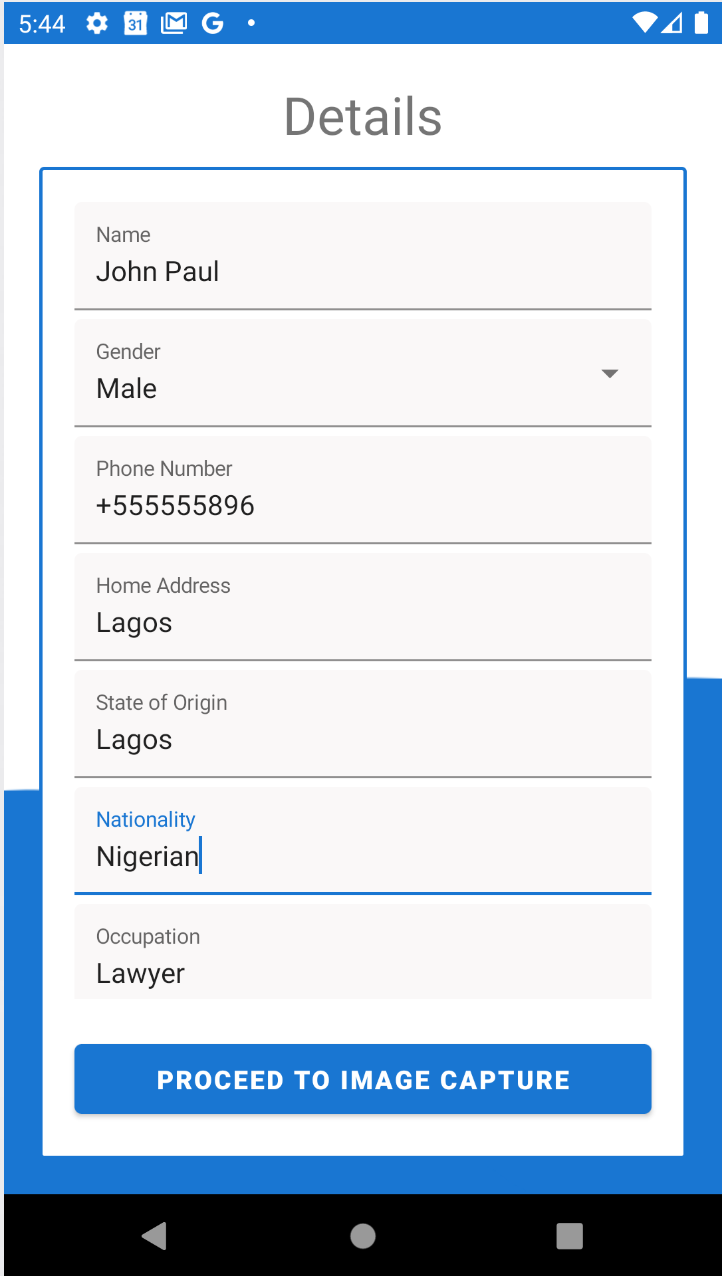 5:44
31
Details
Name
John Paul
Gender
Male
Phone Number
+555555896
Home Address
Lagos
State of Origin
Lagos
Nationality
Nigerian
Occupation
Lawyer
PROCEED TO IMAGE CAPTURE